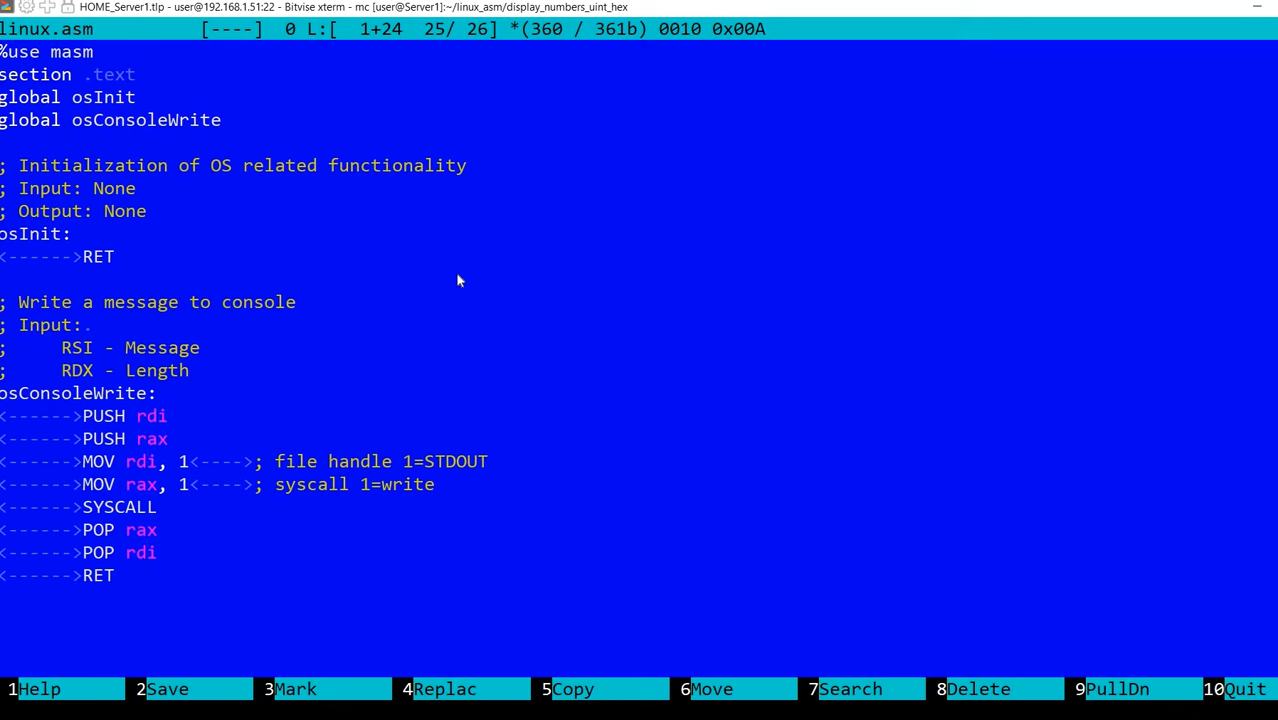 HOME_Server1.tlp - user@192.168.1.51:22 - Bitvise xterm - mc [user@Server1]:~/linux_asm/display_numbers_uint_hex
linux.asm [----] 0 L:[ 1+24 25/ 26] *(360 / 361b) 0010 0x00A
%use masm
section .text
global osInit
global osConsoleWrite
; Initialization of OS related functionality
; Input: None
; Output: None
osInit:
<------>RET
; Write a message to console
; Input:.
; RSI - Message
; RDX - Length
osConsoleWrite:
<------>PUSH rdi
<------>PUSH rax
<------>MOV rdi, 1<---->; file handle 1=STDOUT
<------>MOV rax, 1<---->; syscall 1=write
<------>SYSCALL
<------>POP rax
<------>POP rdi
<------>RET
1Help 2Save 3Mark 4Replac 5Copy 6Move 7Search 8Delete 9PullDn 10Quit